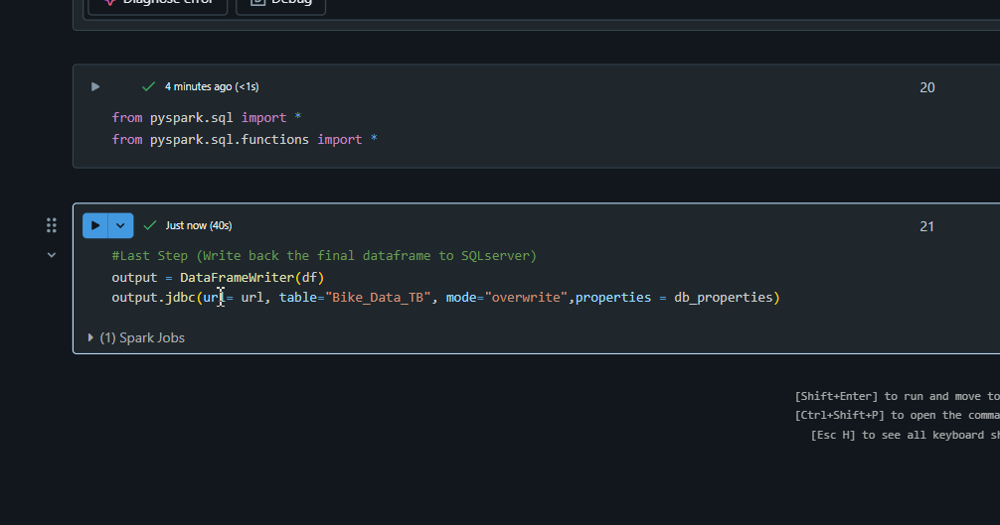 Diagnose error Debug
4 minutes ago (<1s) 20
from pyspark.sql import *
from pyspark.sql.functions import *
Just now (40s) 21
#Last Step (Write back the final dataframe to SQLserver)
output = DataFrameWriter(df)
output.jdbc(url= url, table="Bike_Data_TB", mode="overwrite",properties = db_properties)
(1) Spark Jobs
[Shift+Enter] to run and move to
[Ctrl+Shift+P] to open the comma
[Esc H] to see all keyboard sh